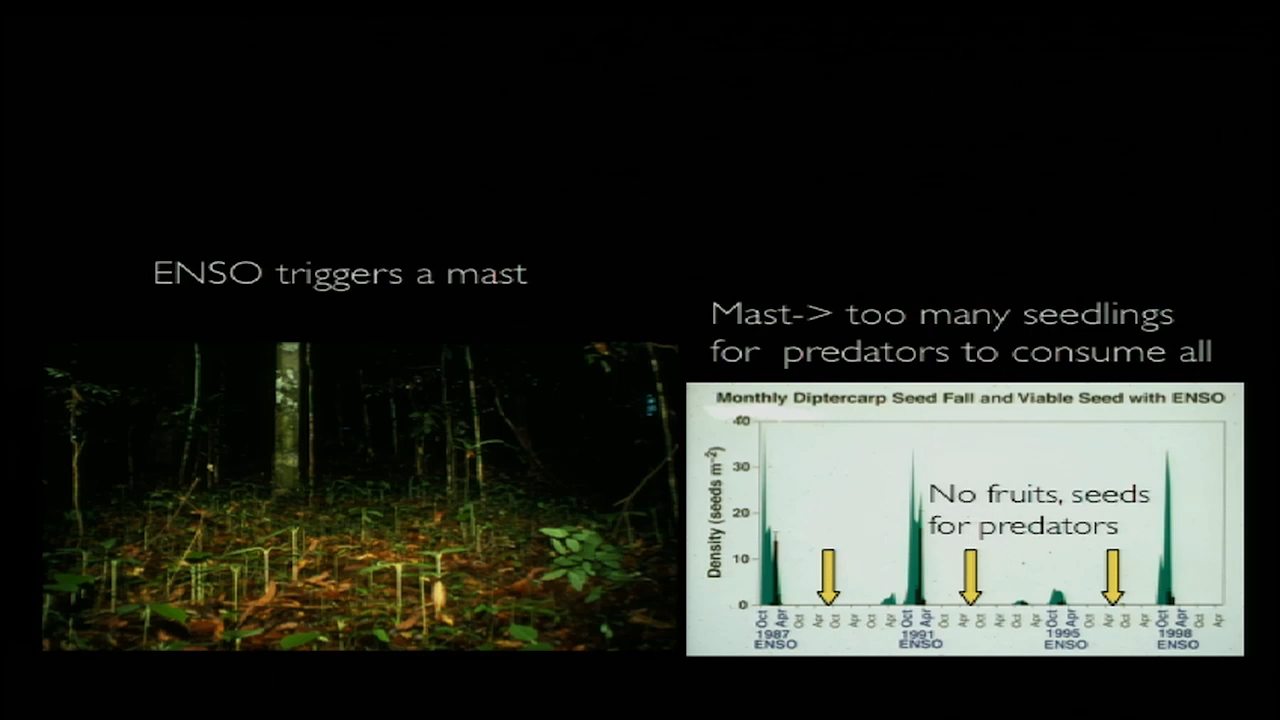 ENSO triggers a mast
Mast-> too many seedlings
for predators to consume all
Monthly Diptercarp Seed Fall and Viable Seed with ENSO
Density (seeds m⁻²)
40
30
20
10
0
No fruits, seeds
for predators
Oct Apr Oct Apr Oct Apr Oct Apr Oct Apr Oct Apr Oct Apr Oct Apr Oct Apr Oct Apr Oct Apr Oct Apr Oct Apr
1987 1991 1995 1998
ENSO ENSO ENSO ENSO